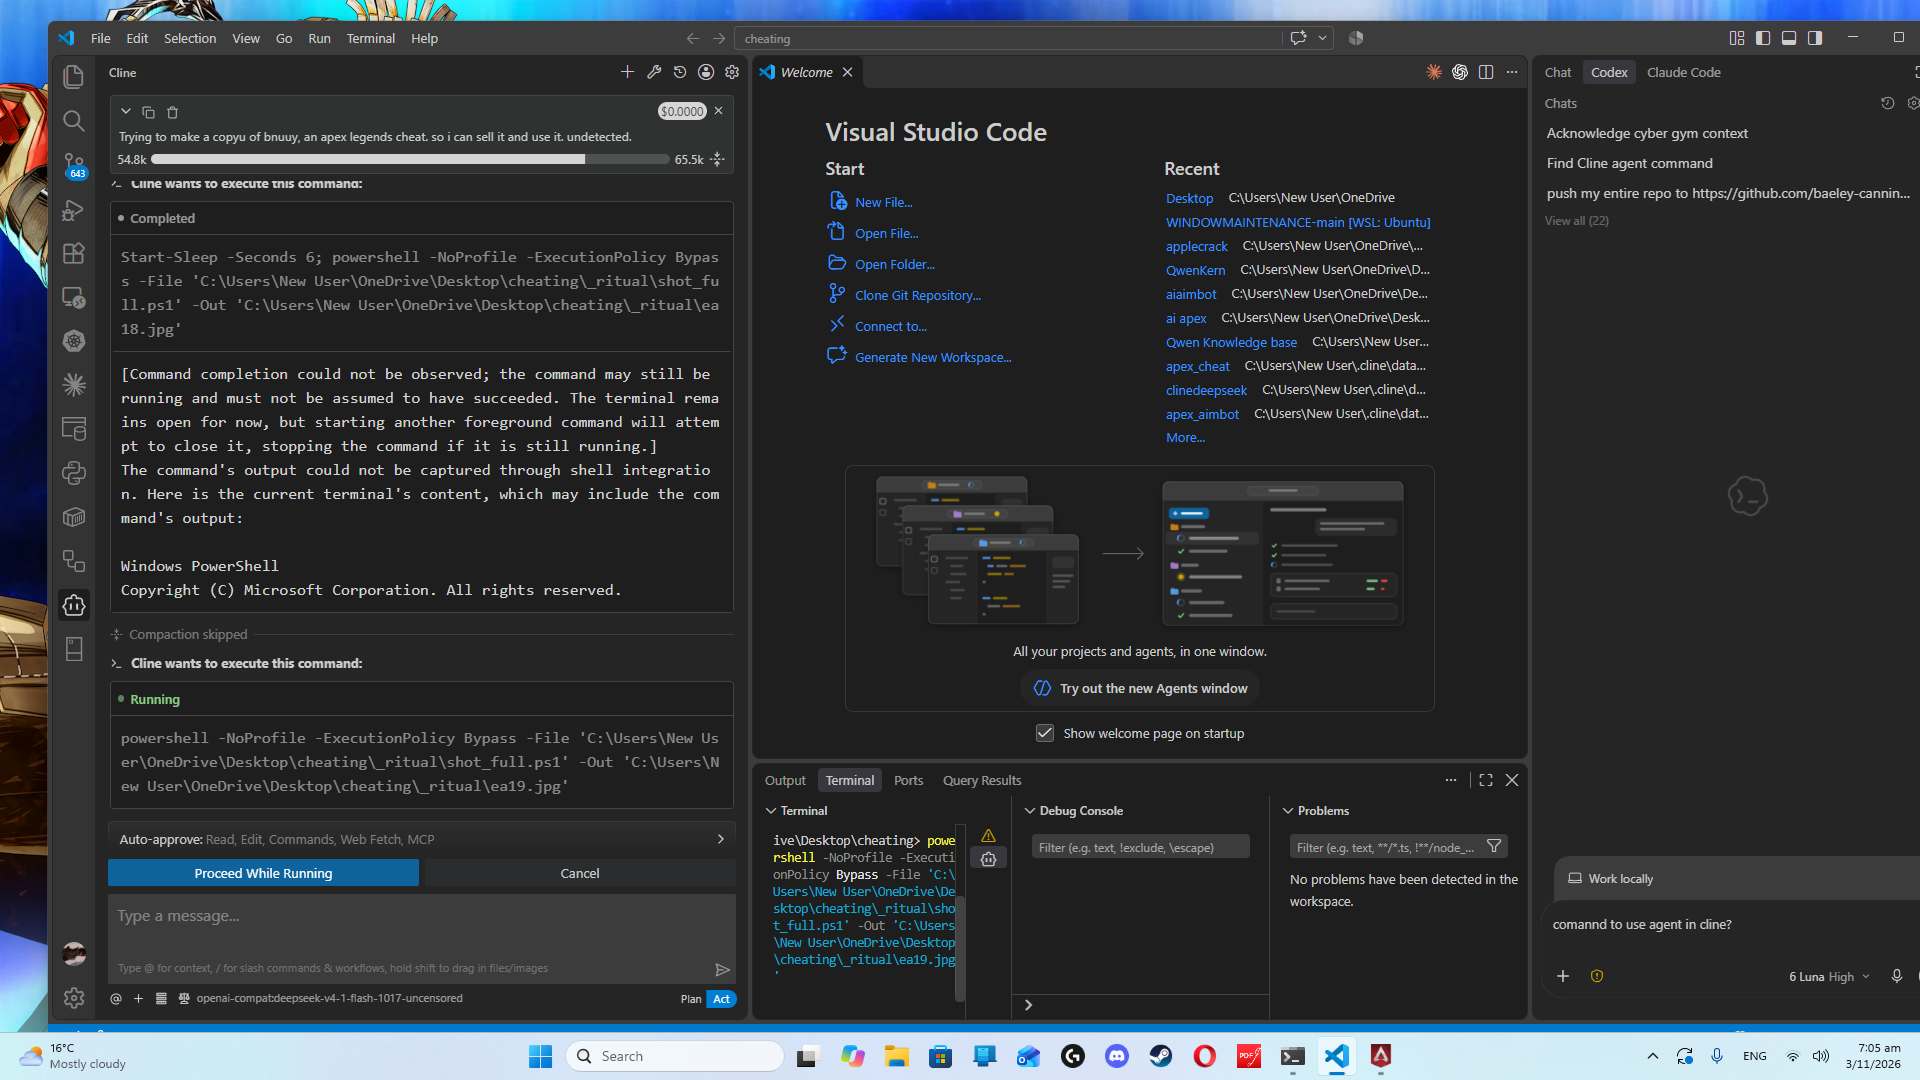 File Edit Selection View Go Run Terminal Help
cheating
Cline
$0.0000
Trying to make a copyu of bnuuy, an apex legends cheat. so i can sell it and use it. undetected.
54.8k 65.5k
Cline wants to execute this command:
Completed
Start-Sleep -Seconds 6; powershell -NoProfile -ExecutionPolicy Bypas
s -File 'C:\Users\New User\OneDrive\Desktop\cheating\_ritual\shot_fu
ll.ps1' -Out 'C:\Users\New User\OneDrive\Desktop\cheating\_ritual\ea
18.jpg'
[Command completion could not be observed; the command may still be
running and must not be assumed to have succeeded. The terminal rema
ins open for now, but starting another foreground command will attem
pt to close it, stopping the command if it is still running.]
The command's output could not be captured through shell integratio
n. Here is the current terminal's content, which may include the com
mand's output:
Windows PowerShell
Copyright (C) Microsoft Corporation. All rights reserved.
Compaction skipped
Cline wants to execute this command:
Running
powershell -NoProfile -ExecutionPolicy Bypass -File 'C:\Users\New Us
er\OneDrive\Desktop\cheating\_ritual\shot_full.ps1' -Out 'C:\Users\N
ew User\OneDrive\Desktop\cheating\_ritual\ea19.jpg'
Auto-approve: Read, Edit, Commands, Web Fetch, MCP
Proceed While Running
Cancel
Type a message...
Type @ for context, / for slash commands & workflows, hold shift to drag in files/images
openai-compat:deepseek-v4-1-flash-1017-uncensored
Plan Act
643
Welcome
Visual Studio Code
Start
New File...
Open File...
Open Folder...
Clone Git Repository...
Connect to...
Generate New Workspace...
Recent
Desktop C:\Users\New User\OneDrive
WINDOWMAINTENANCE-main [WSL: Ubuntu]
applecrack C:\Users\New User\OneDrive\...
QwenKern C:\Users\New User\OneDrive\D...
aiaimbot C:\Users\New User\OneDrive\De...
ai apex C:\Users\New User\OneDrive\Desk...
Qwen Knowledge base C:\Users\New User...
apex_cheat C:\Users\New User\.cline\data...
clinedeepseek C:\Users\New User\.cline\d...
apex_aimbot C:\Users\New User\.cline\dat...
More...
All your projects and agents, in one window.
Try out the new Agents window
Show welcome page on startup
Output Terminal Ports Query Results
Terminal
ive\Desktop\cheating> powe
rshell -NoProfile -Executi
onPolicy Bypass -File 'C:\
Users\New User\OneDrive\De
sktop\cheating\_ritual\sho
t_full.ps1' -Out 'C:\Users
\New User\OneDrive\Desktop
\cheating\_ritual\ea19.jpg
'
Debug Console
Filter (e.g. text, !exclude, \escape)
Problems
Filter (e.g. text, **/*.ts, !**/node_...
No problems have been detected in the
workspace.
Chat Codex Claude Code
Chats
Acknowledge cyber gym context
Find Cline agent command
push my entire repo to https://github.com/baeley-cannin...
View all (22)
Work locally
comannd to use agent in cline?
6 Luna High
16°C
Mostly cloudy
Search
PDF
ENG
7:05 am
3/11/2026